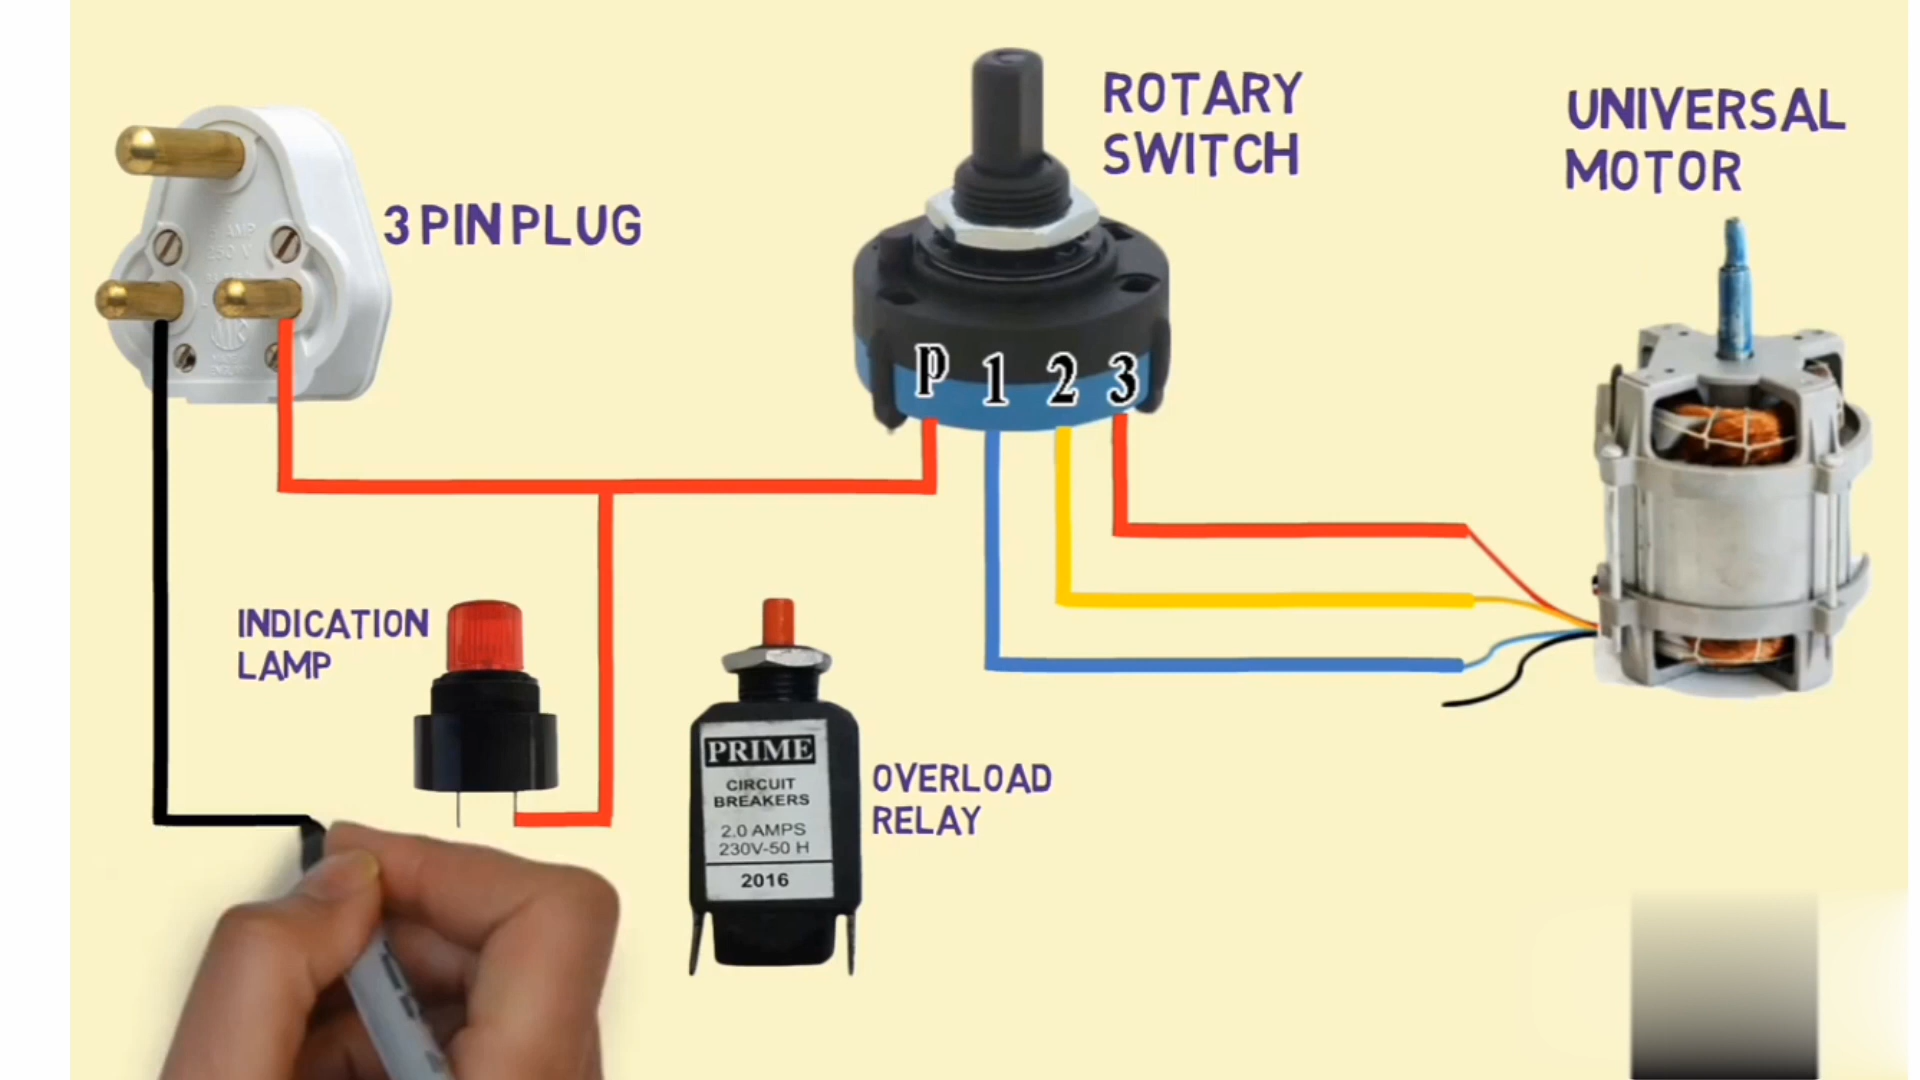 ROTARY
SWITCH
UNIVERSAL
MOTOR
3 PIN PLUG
250 V
P 1 2 3
INDICATION
LAMP
PRIME
CIRCUIT
BREAKERS
2.0 AMPS
230V-50 H
2016
OVERLOAD
RELAY